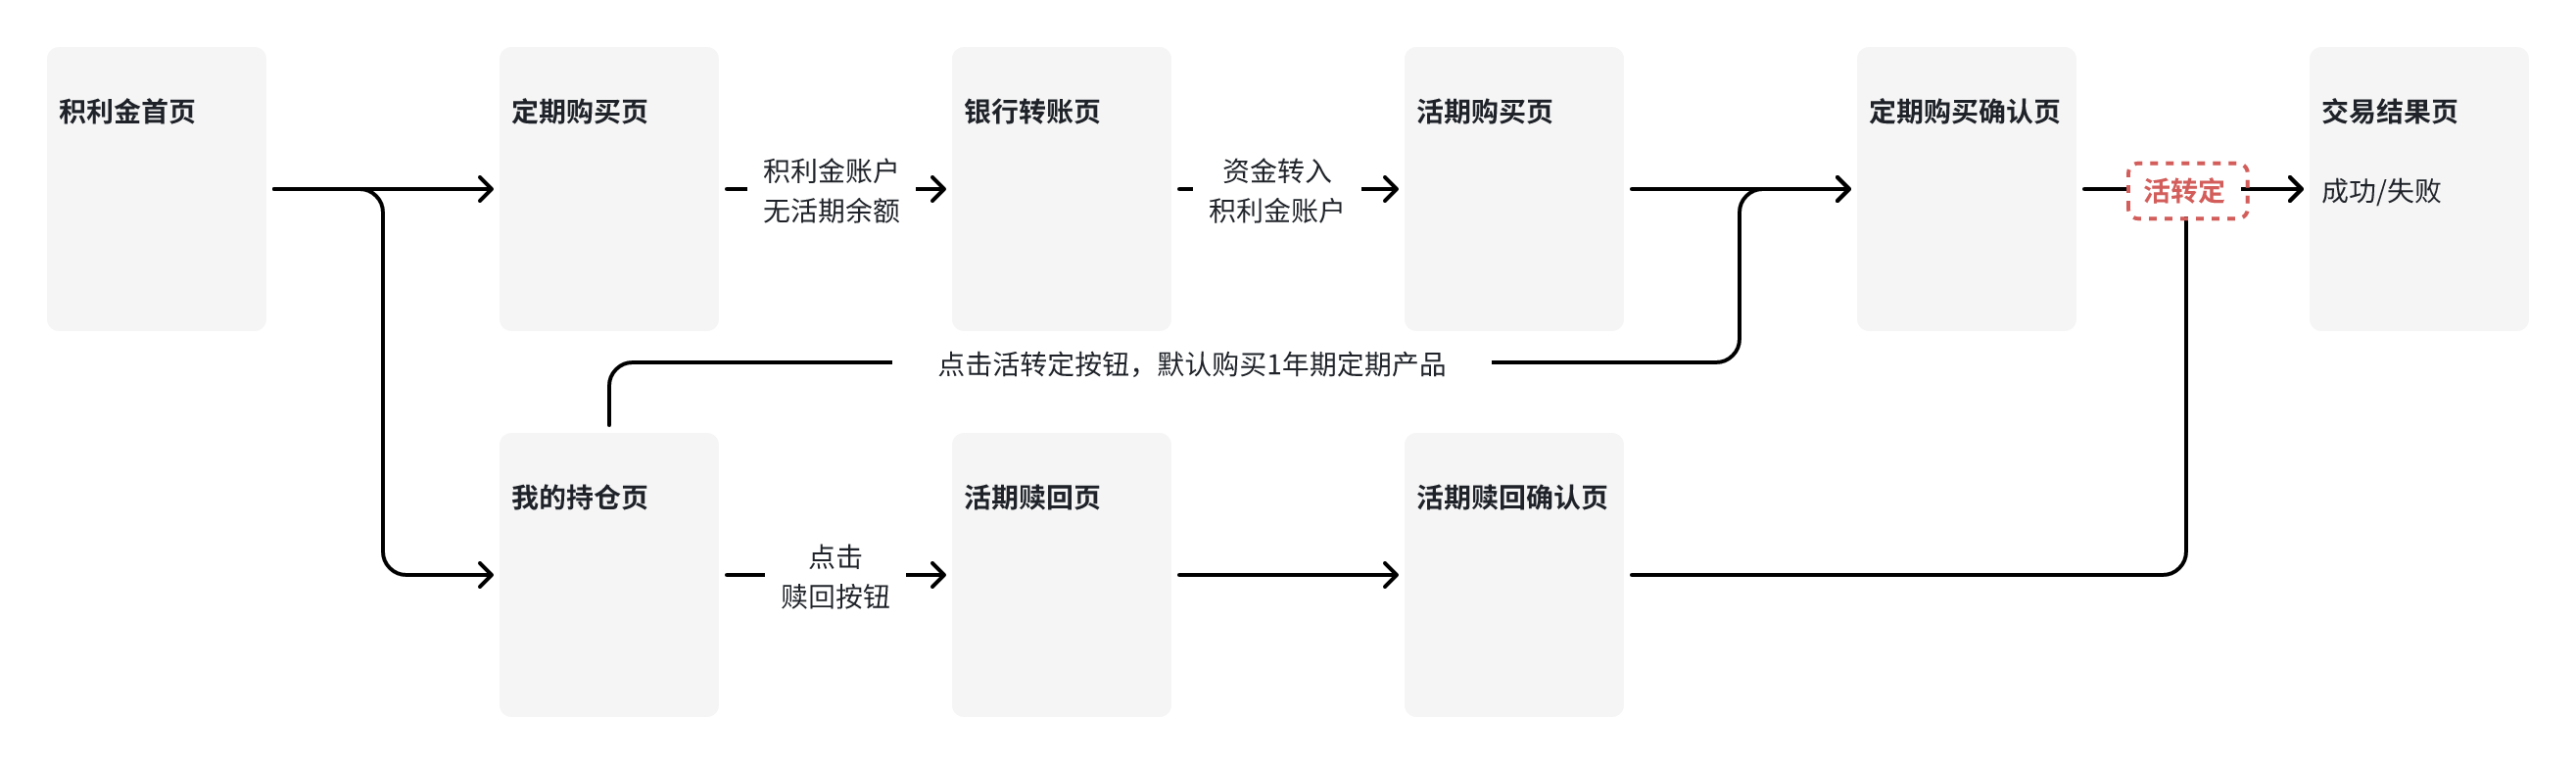 积利金首页
定期购买页
积利金账户
无活期余额
银行转账页
资金转入
积利金账户
活期购买页
定期购买确认页
活转定
交易结果页
成功/失败
点击活转定按钮，默认购买1年期定期产品
我的持仓页
点击
赎回按钮
活期赎回页
活期赎回确认页